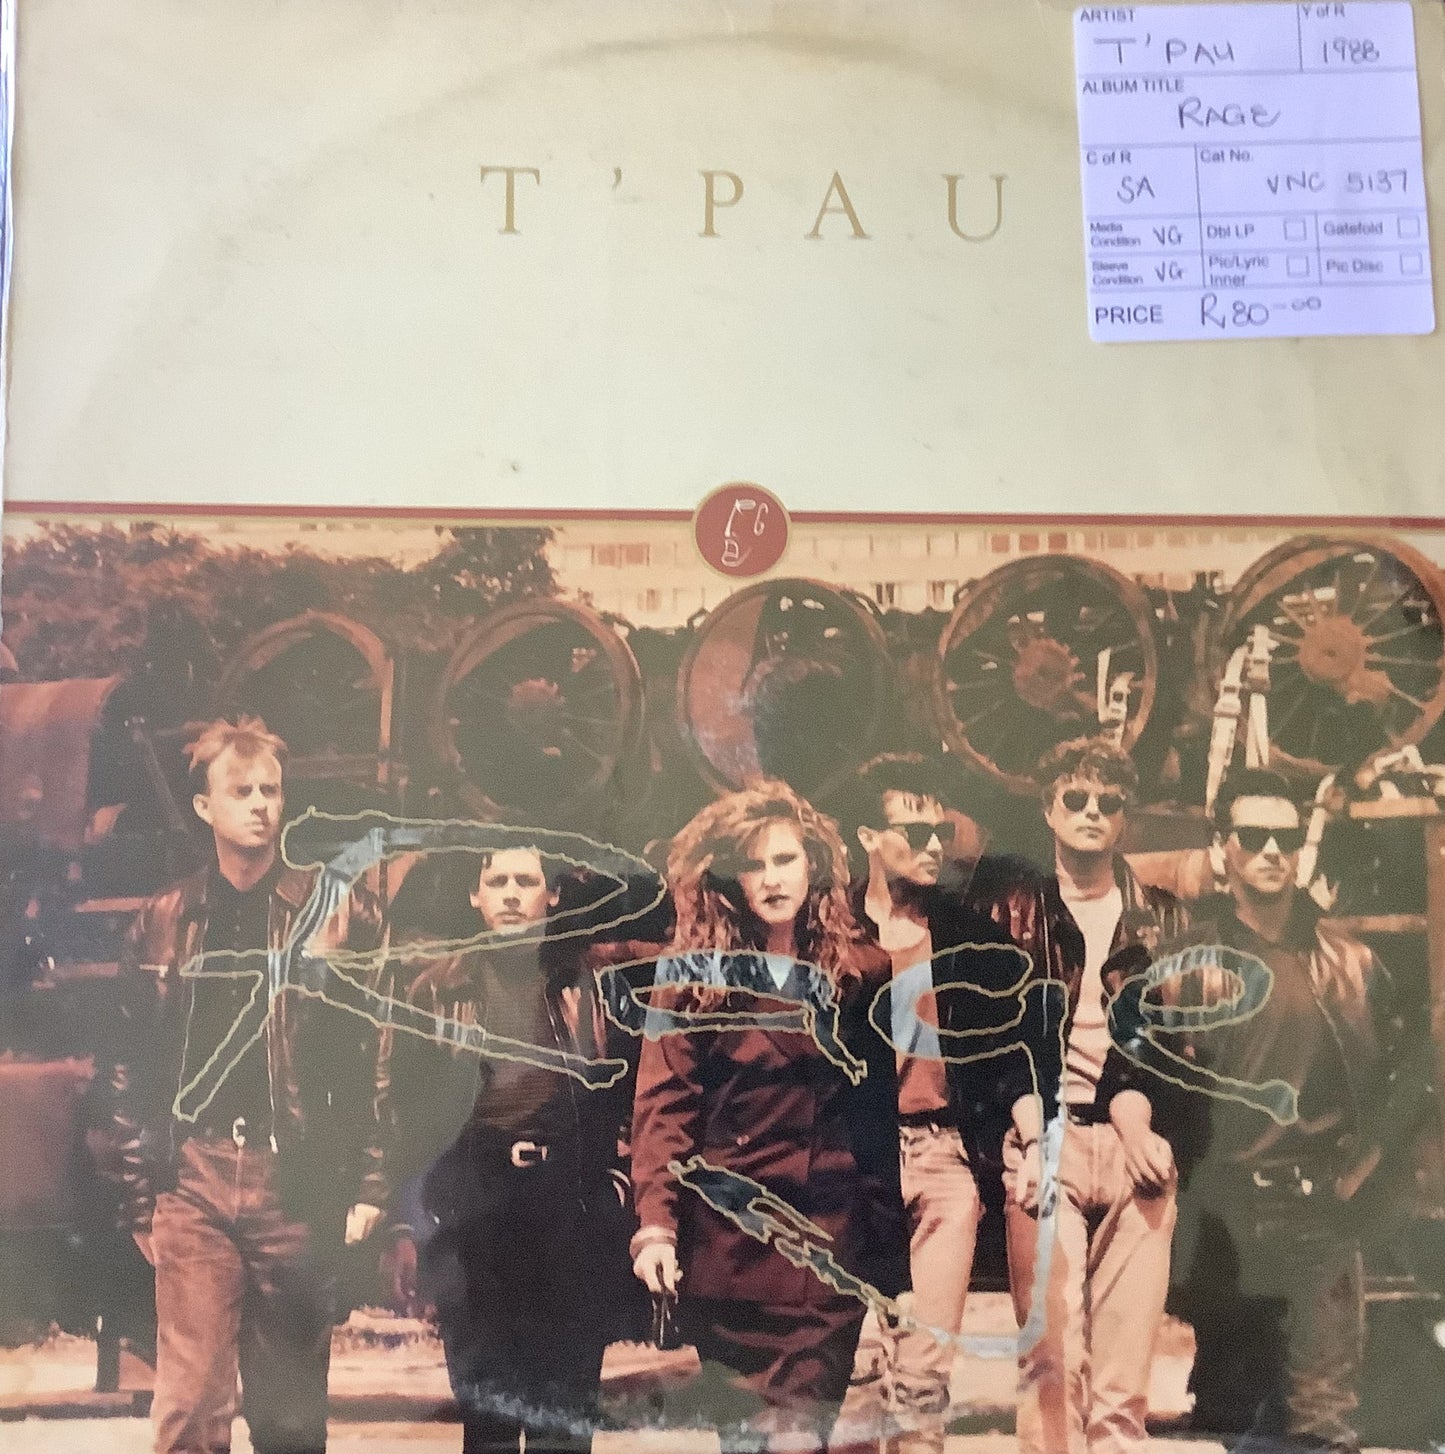 T'PAU
ARTIST
Y of R
T'PAU
1988
ALBUM TITLE
RAGE
C of R
Cat No.
SA
VNC 5137
Media Condition VG
Dbl LP
Gatefold
Sleeve Condition VG
Pic/Lyric Inner
Pic Disc
PRICE R80-00
Rage